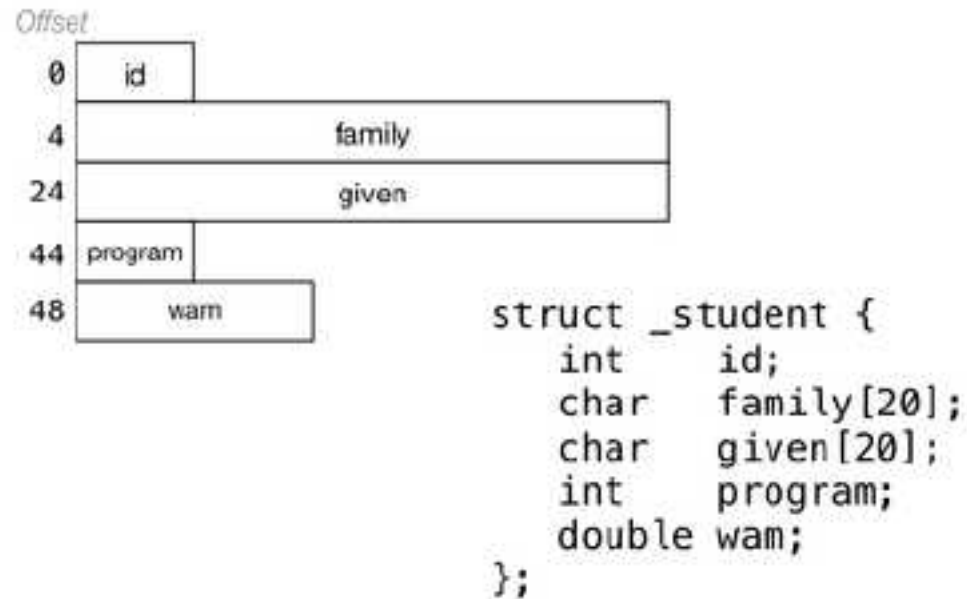 Offset
0 id
4 family
24 given
44 program
48 wam
struct _student {
int id;
char family[20];
char given[20];
int program;
double wam;
};